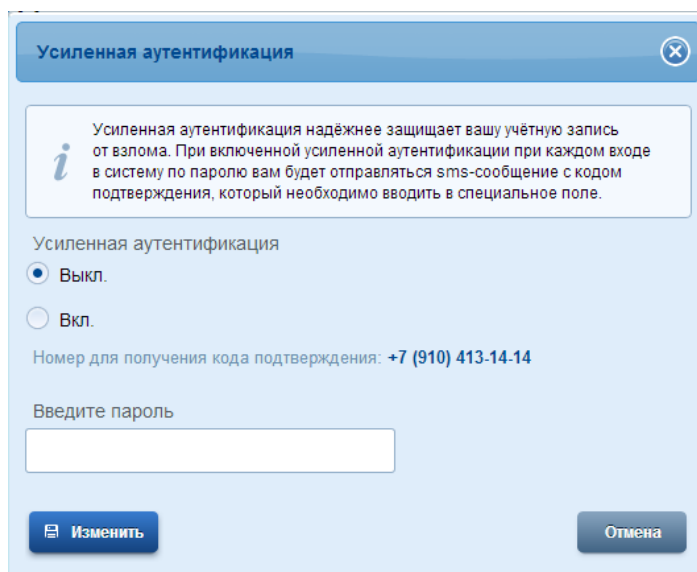 Усиленная аутентификация
Усиленная аутентификация надёжнее защищает вашу учётную запись
от взлома. При включенной усиленной аутентификации при каждом входе
в систему по паролю вам будет отправляться sms-сообщение с кодом
подтверждения, который необходимо вводить в специальное поле.
Усиленная аутентификация
Выкл.
Вкл.
Номер для получения кода подтверждения: +7 (910) 413-14-14
Введите пароль
Изменить
Отмена